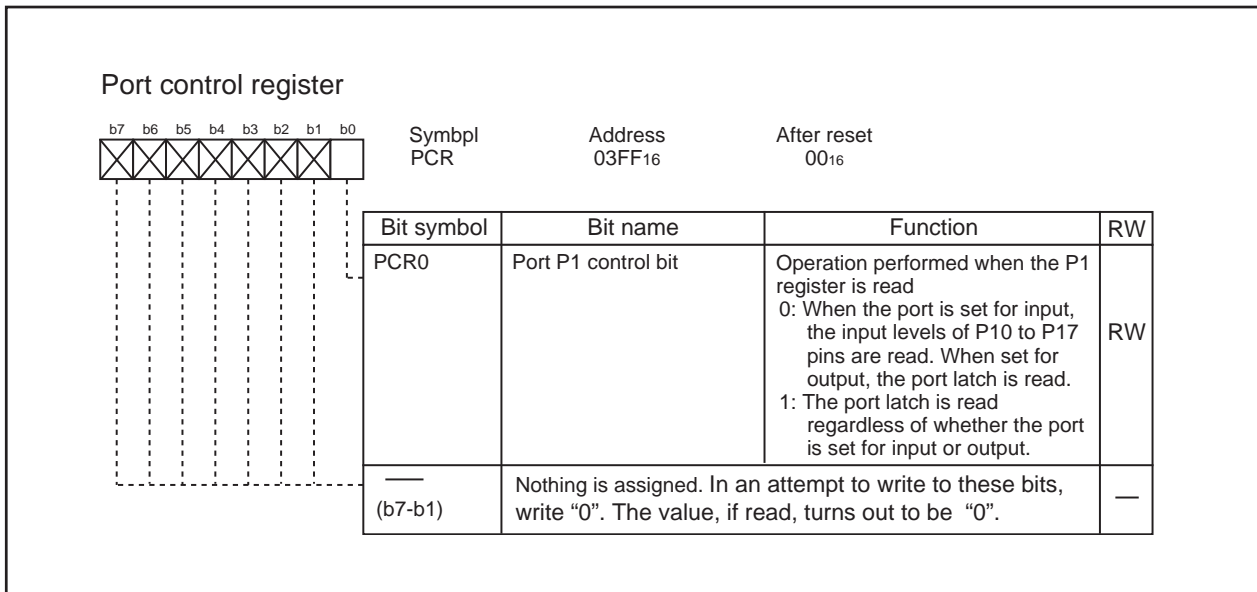 Port control register
b7 b6 b5 b4 b3 b2 b1 b0
Symbpl Address After reset
PCR 03FF16 0016
Bit symbol Bit name Function RW
PCR0 Port P1 control bit Operation performed when the P1
register is read
0: When the port is set for input,
the input levels of P10 to P17
pins are read. When set for
output, the port latch is read.
1: The port latch is read
regardless of whether the port
is set for input or output.
RW
(b7-b1) Nothing is assigned. In an attempt to write to these bits,
write “0”. The value, if read, turns out to be “0”.
—